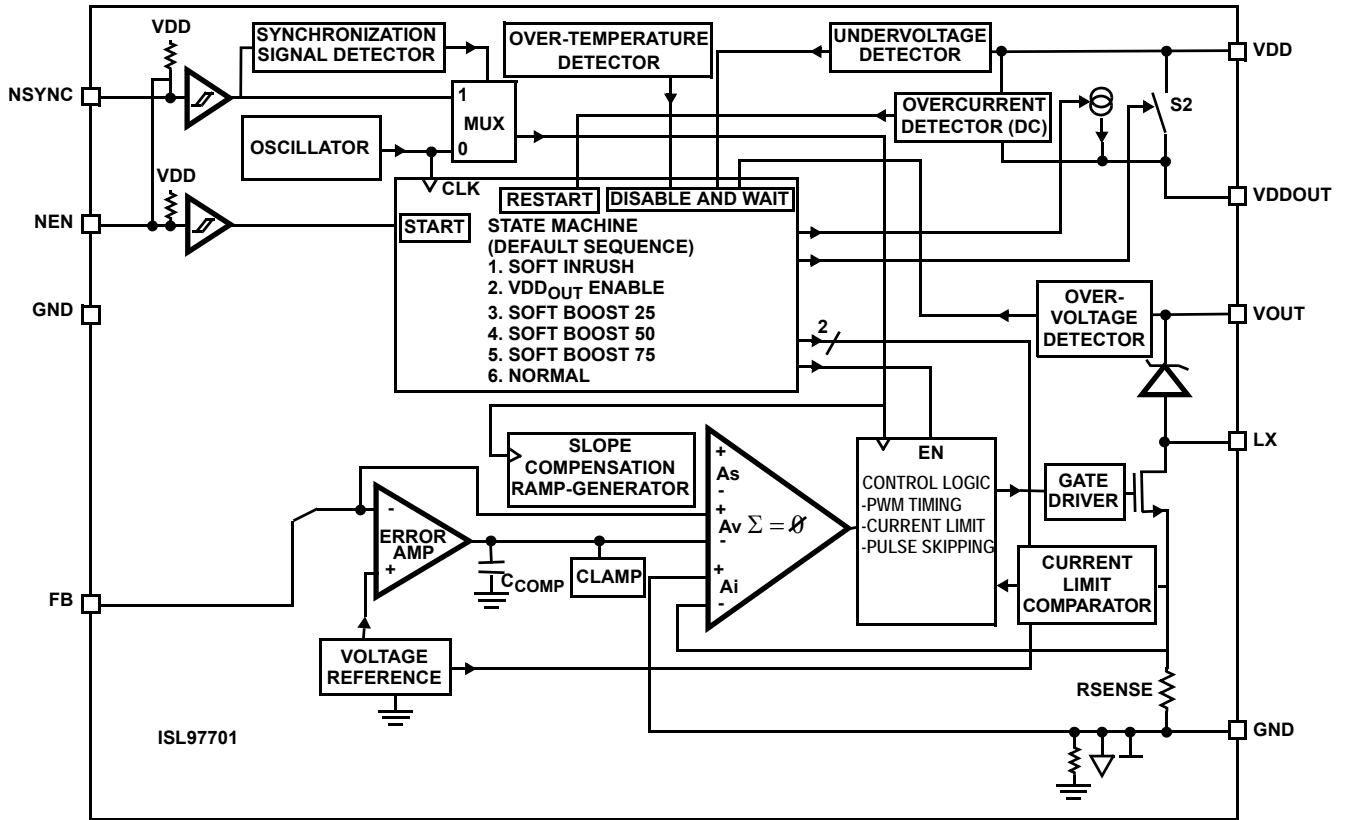 VDD
SYNCHRONIZATION
SIGNAL DETECTOR
OVER-TEMPERATURE
DETECTOR
UNDERVOLTAGE
DETECTOR
VDD
NSYNC
1
MUX
0
OVERCURRENT
DETECTOR (DC)
S2
OSCILLATOR
VDD
CLK
RESTART
DISABLE AND WAIT
VDDOUT
NEN
START
STATE MACHINE
(DEFAULT SEQUENCE)
1. SOFT INRUSH
2. VDDOUT ENABLE
3. SOFT BOOST 25
4. SOFT BOOST 50
5. SOFT BOOST 75
6. NORMAL
GND
2
OVER-
VOLTAGE
DETECTOR
VOUT
LX
SLOPE
COMPENSATION
RAMP-GENERATOR
+
As
-
+
Av Σ = 0
-
+
Ai
-
EN
CONTROL LOGIC
-PWM TIMING
-CURRENT LIMIT
-PULSE SKIPPING
GATE
DRIVER
-
ERROR
AMP
+
CCOMP
CLAMP
CURRENT
LIMIT
COMPARATOR
FB
VOLTAGE
REFERENCE
RSENSE
GND
ISL97701